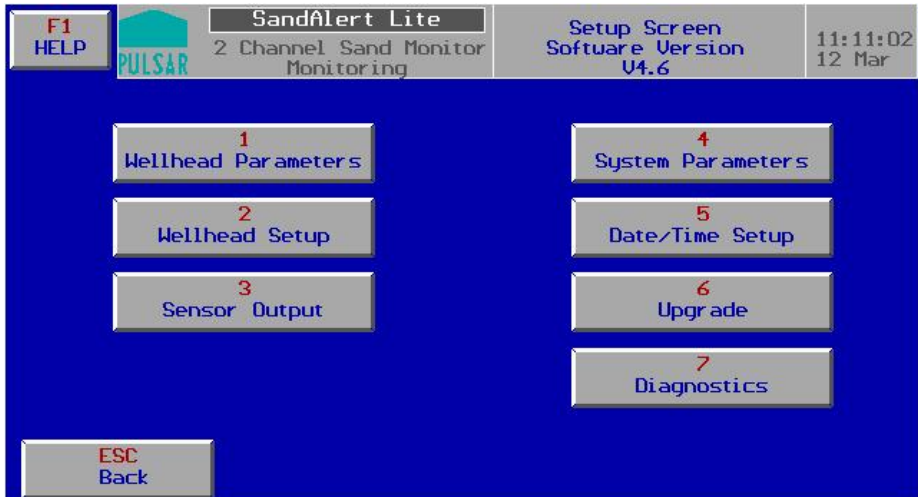 F1
HELP
PULSAR
SandAlert Lite
2 Channel Sand Monitor
Monitoring
Setup Screen
Software Version
V4.6
11:11:02
12 Mar
1
Wellhead Parameters
2
Wellhead Setup
3
Sensor Output
4
System Parameters
5
Date/Time Setup
6
Upgrade
7
Diagnostics
ESC
Back